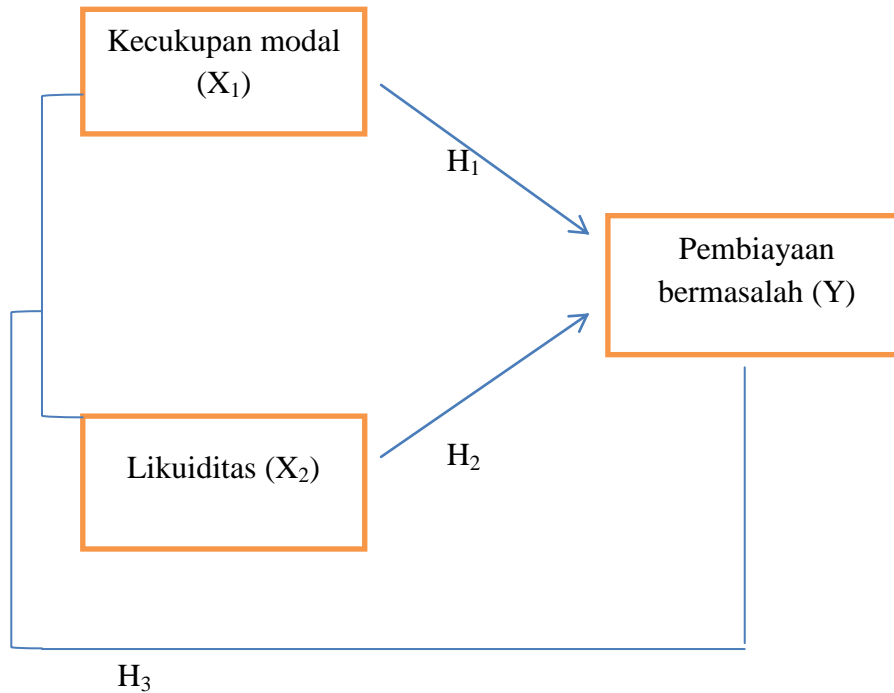 Kecukupan modal
(X₁)
H₁
Pembiayaan
bermasalah (Y)
Likuiditas (X₂)
H₂
H₃